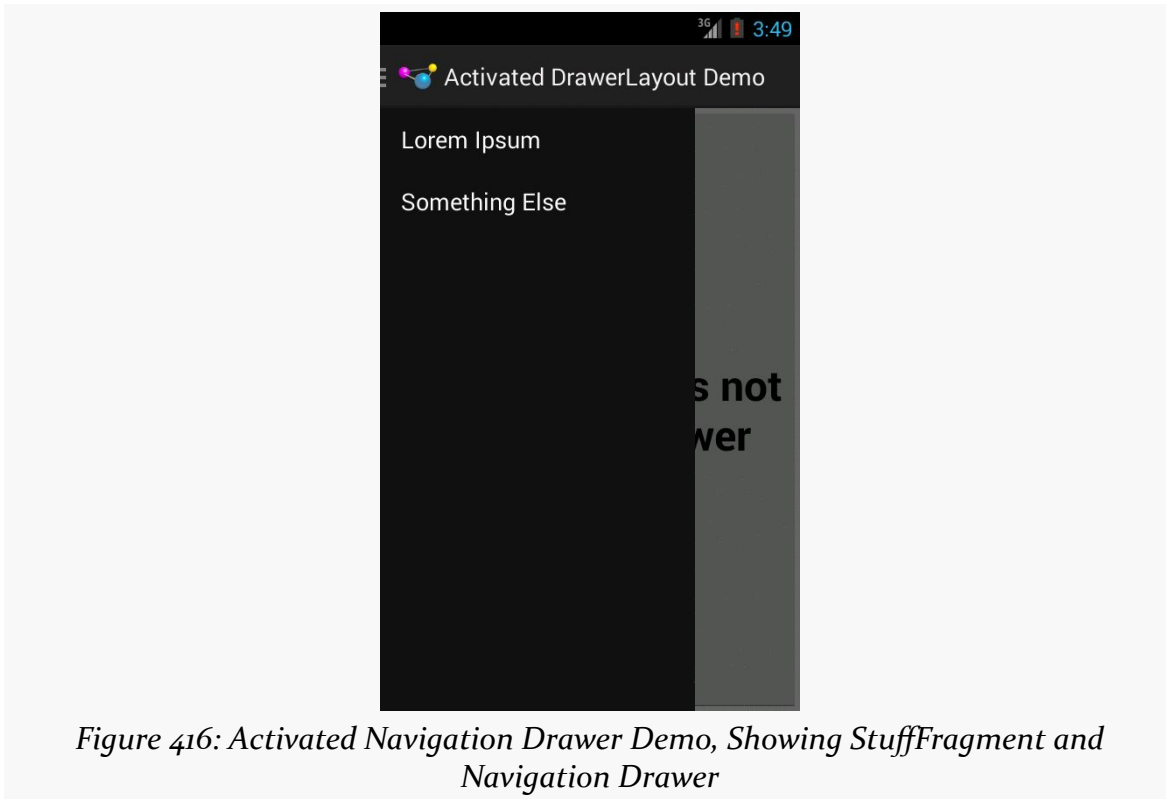 3G 3:49
Activated DrawerLayout Demo
Lorem Ipsum
Something Else
s not
wer
Figure 416: Activated Navigation Drawer Demo, Showing StuffFragment and
Navigation Drawer